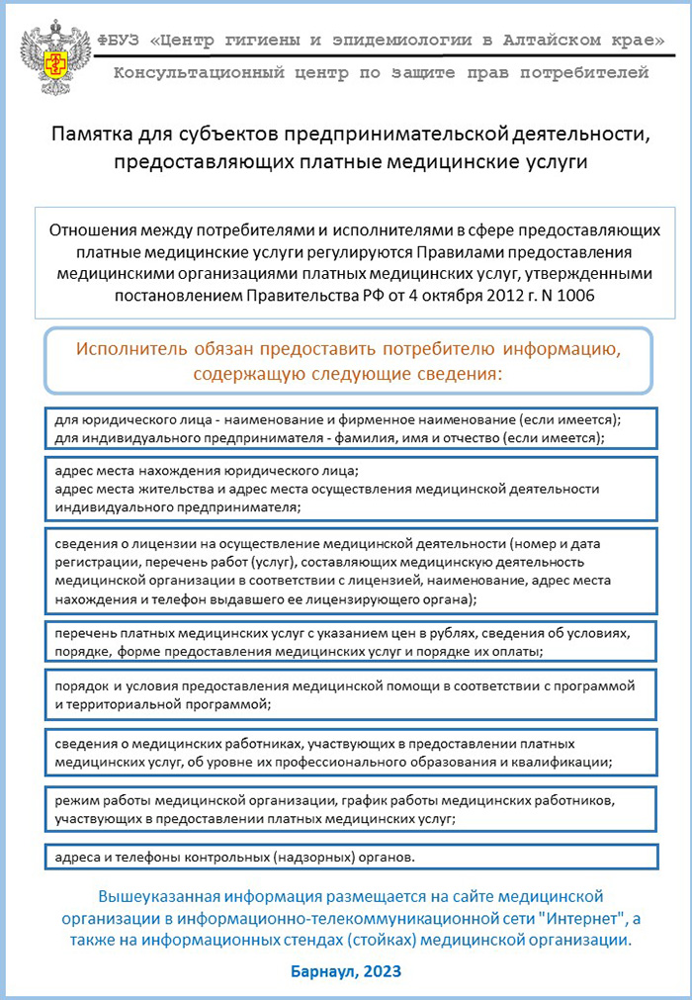 ФБУЗ «Центр гигиены и эпидемиологии в Алтайском крае»
Консультационный центр по защите прав потребителей
Памятка для субъектов предпринимательской деятельности,
предоставляющих платные медицинские услуги
Отношения между потребителями и исполнителями в сфере предоставляющих
платные медицинские услуги регулируются Правилами предоставления
медицинскими организациями платных медицинских услуг, утвержденными
постановлением Правительства РФ от 4 октября 2012 г. N 1006
Исполнитель обязан предоставить потребителю информацию,
содержащую следующие сведения:
для юридического лица - наименование и фирменное наименование (если имеется);
для индивидуального предпринимателя - фамилия, имя и отчество (если имеется);
адрес места нахождения юридического лица;
адрес места жительства и адрес места осуществления медицинской деятельности
индивидуального предпринимателя;
сведения о лицензии на осуществление медицинской деятельности (номер и дата
регистрации, перечень работ (услуг), составляющих медицинскую деятельность
медицинской организации в соответствии с лицензией, наименование, адрес места
нахождения и телефон выдавшего ее лицензирующего органа);
перечень платных медицинских услуг с указанием цен в рублях, сведения об условиях,
порядке, форме предоставления медицинских услуг и порядке их оплаты;
порядок и условия предоставления медицинской помощи в соответствии с программой
и территориальной программой;
сведения о медицинских работниках, участвующих в предоставлении платных
медицинских услуг, об уровне их профессионального образования и квалификации;
режим работы медицинской организации, график работы медицинских работников,
участвующих в предоставлении платных медицинских услуг;
адреса и телефоны контрольных (надзорных) органов.
Вышеуказанная информация размещается на сайте медицинской
организации в информационно-телекоммуникационной сети "Интернет", а
также на информационных стендах (стойках) медицинской организации.
Барнаул, 2023